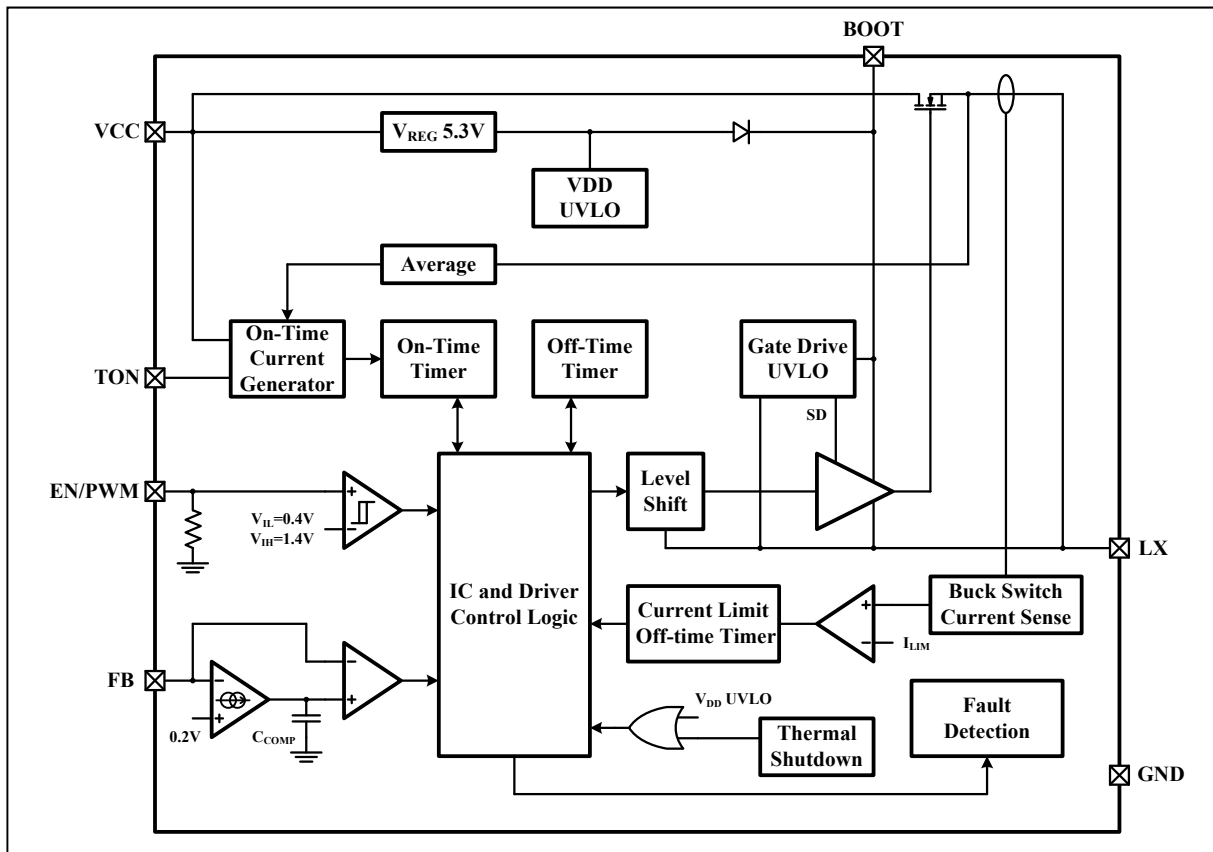 BOOT
VCC
VREG 5.3V
VDD
UVLO
Average
On-Time
Current
Generator
On-Time
Timer
Off-Time
Timer
Gate Drive
UVLO
TON
SD
EN/PWM
VIL=0.4V
VIH=1.4V
Level
Shift
LX
IC and Driver
Control Logic
Current Limit
Off-time Timer
Buck Switch
Current Sense
ILIM
FB
0.2V
CCOMP
VDD UVLO
Thermal
Shutdown
Fault
Detection
GND